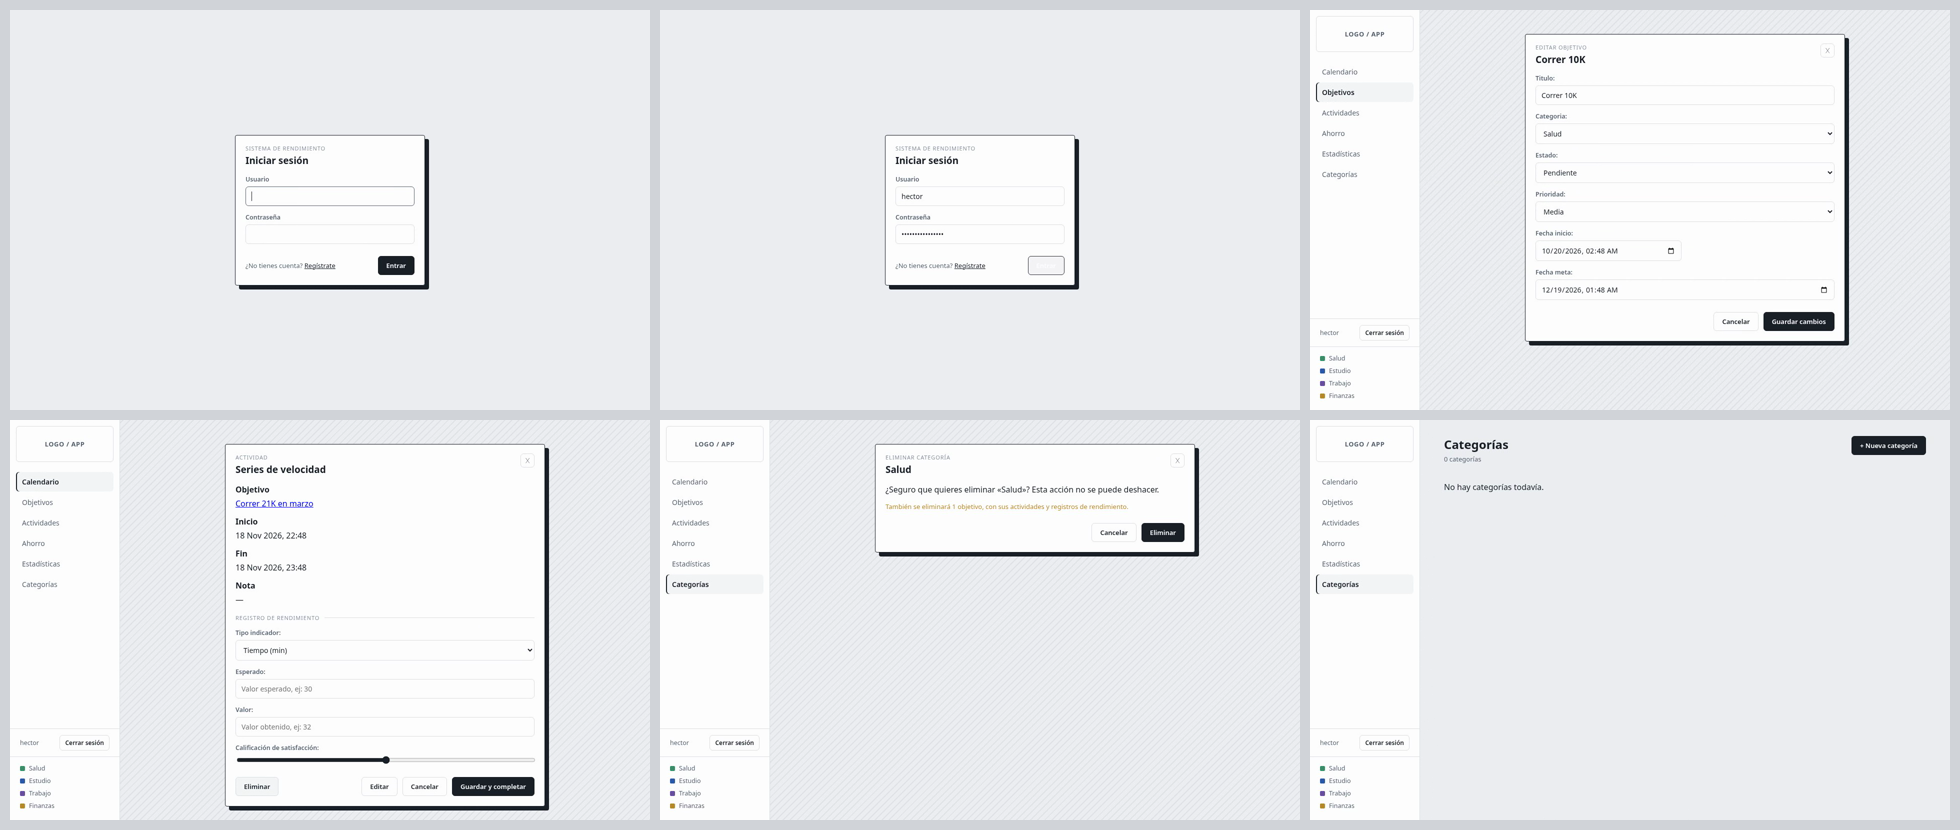 SISTEMA DE RENDIMIENTO
Iniciar sesión
Usuario
Contraseña
¿No tienes cuenta? Regístrate
Entrar
SISTEMA DE RENDIMIENTO
Iniciar sesión
Usuario
hector
Contraseña
••••••••••••••••
¿No tienes cuenta? Regístrate
LOGO / APP
Calendario
Objetivos
Actividades
Ahorro
Estadísticas
Categorías
hector
Cerrar sesión
Salud
Estudio
Trabajo
Finanzas
EDITAR OBJETIVO
X
Correr 10K
Título:
Correr 10K
Categoría:
Salud
Estado:
Pendiente
Prioridad:
Media
Fecha inicio:
10/20/2026, 02:48 AM
Fecha meta:
12/19/2026, 01:48 AM
Cancelar
Guardar cambios
LOGO / APP
Calendario
Objetivos
Actividades
Ahorro
Estadísticas
Categorías
hector
Cerrar sesión
Salud
Estudio
Trabajo
Finanzas
ACTIVIDAD
X
Series de velocidad
Objetivo
Correr 21K en marzo
Inicio
18 Nov 2026, 22:48
Fin
18 Nov 2026, 23:48
Nota
—
REGISTRO DE RENDIMIENTO
Tipo indicador:
Tiempo (min)
Esperado:
Valor esperado, ej: 30
Valor:
Valor obtenido, ej: 32
Calificación de satisfacción:
Eliminar
Editar
Cancelar
Guardar y completar
LOGO / APP
Calendario
Objetivos
Actividades
Ahorro
Estadísticas
Categorías
hector
Cerrar sesión
Salud
Estudio
Trabajo
Finanzas
ELIMINAR CATEGORÍA
X
Salud
¿Seguro que quieres eliminar «Salud»? Esta acción no se puede deshacer.
También se eliminará 1 objetivo, con sus actividades y registros de rendimiento.
Cancelar
Eliminar
LOGO / APP
Calendario
Objetivos
Actividades
Ahorro
Estadísticas
Categorías
hector
Cerrar sesión
Salud
Estudio
Trabajo
Finanzas
Categorías
0 categorías
+ Nueva categoría
No hay categorías todavía.